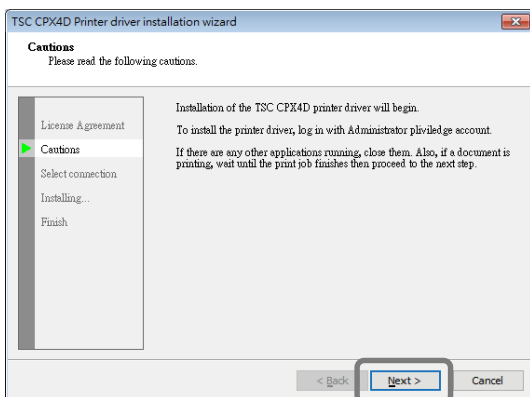 TSC CPX4D Printer driver installation wizard
Cautions
Please read the following cautions.
License Agreement
Cautions
Select connection
Installing...
Finish
Installation of the TSC CPX4D printer driver will begin.
To install the printer driver, log in with Administrator pliviledge account.
If there are any other applications running, close them. Also, if a document is
printing, wait until the print job finishes then proceed to the next step.
< Back
Next >
Cancel